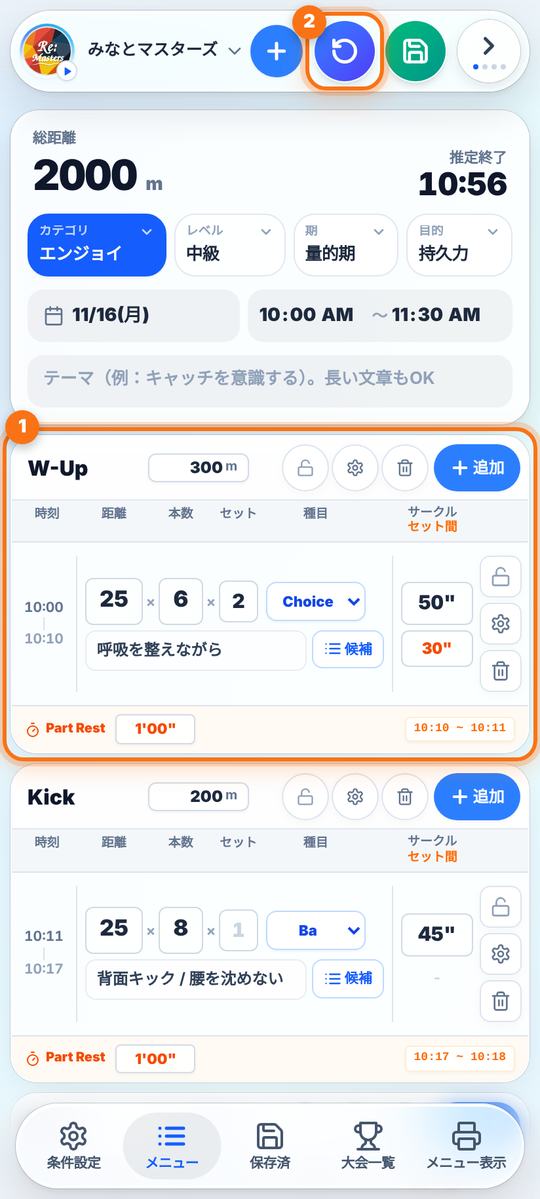 2
Re:
Masters
みなとマスターズ
総距離
2000 m
推定終了
10:56
カテゴリ
エンジョイ
レベル
中級
期
量的期
目的
持久力
11/16(月)
10:00 AM ～ 11:30 AM
テーマ（例：キャッチを意識する）。長い文章もOK
1
W-Up
300 m
＋ 追加
時刻 距離 本数 セット 種目 サークル
セット間
10:00
10:10
25 × 6 × 2 Choice 50"
呼吸を整えながら 候補 30"
Part Rest 1'00" 10:10 ~ 10:11
Kick
200 m
＋ 追加
時刻 距離 本数 セット 種目 サークル
セット間
10:11
10:17
25 × 8 × 1 Ba 45"
背面キック / 腰を沈めない 候補 -
Part Rest 1'00" 10:17 ~ 10:18
条件設定 メニュー 保存済 大会一覧 メニュー表示